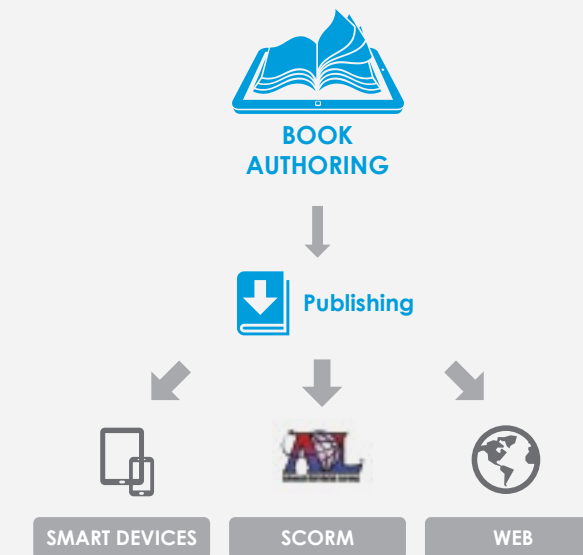 BOOK
AUTHORING
Publishing
SMART DEVICES
SCORM
WEB